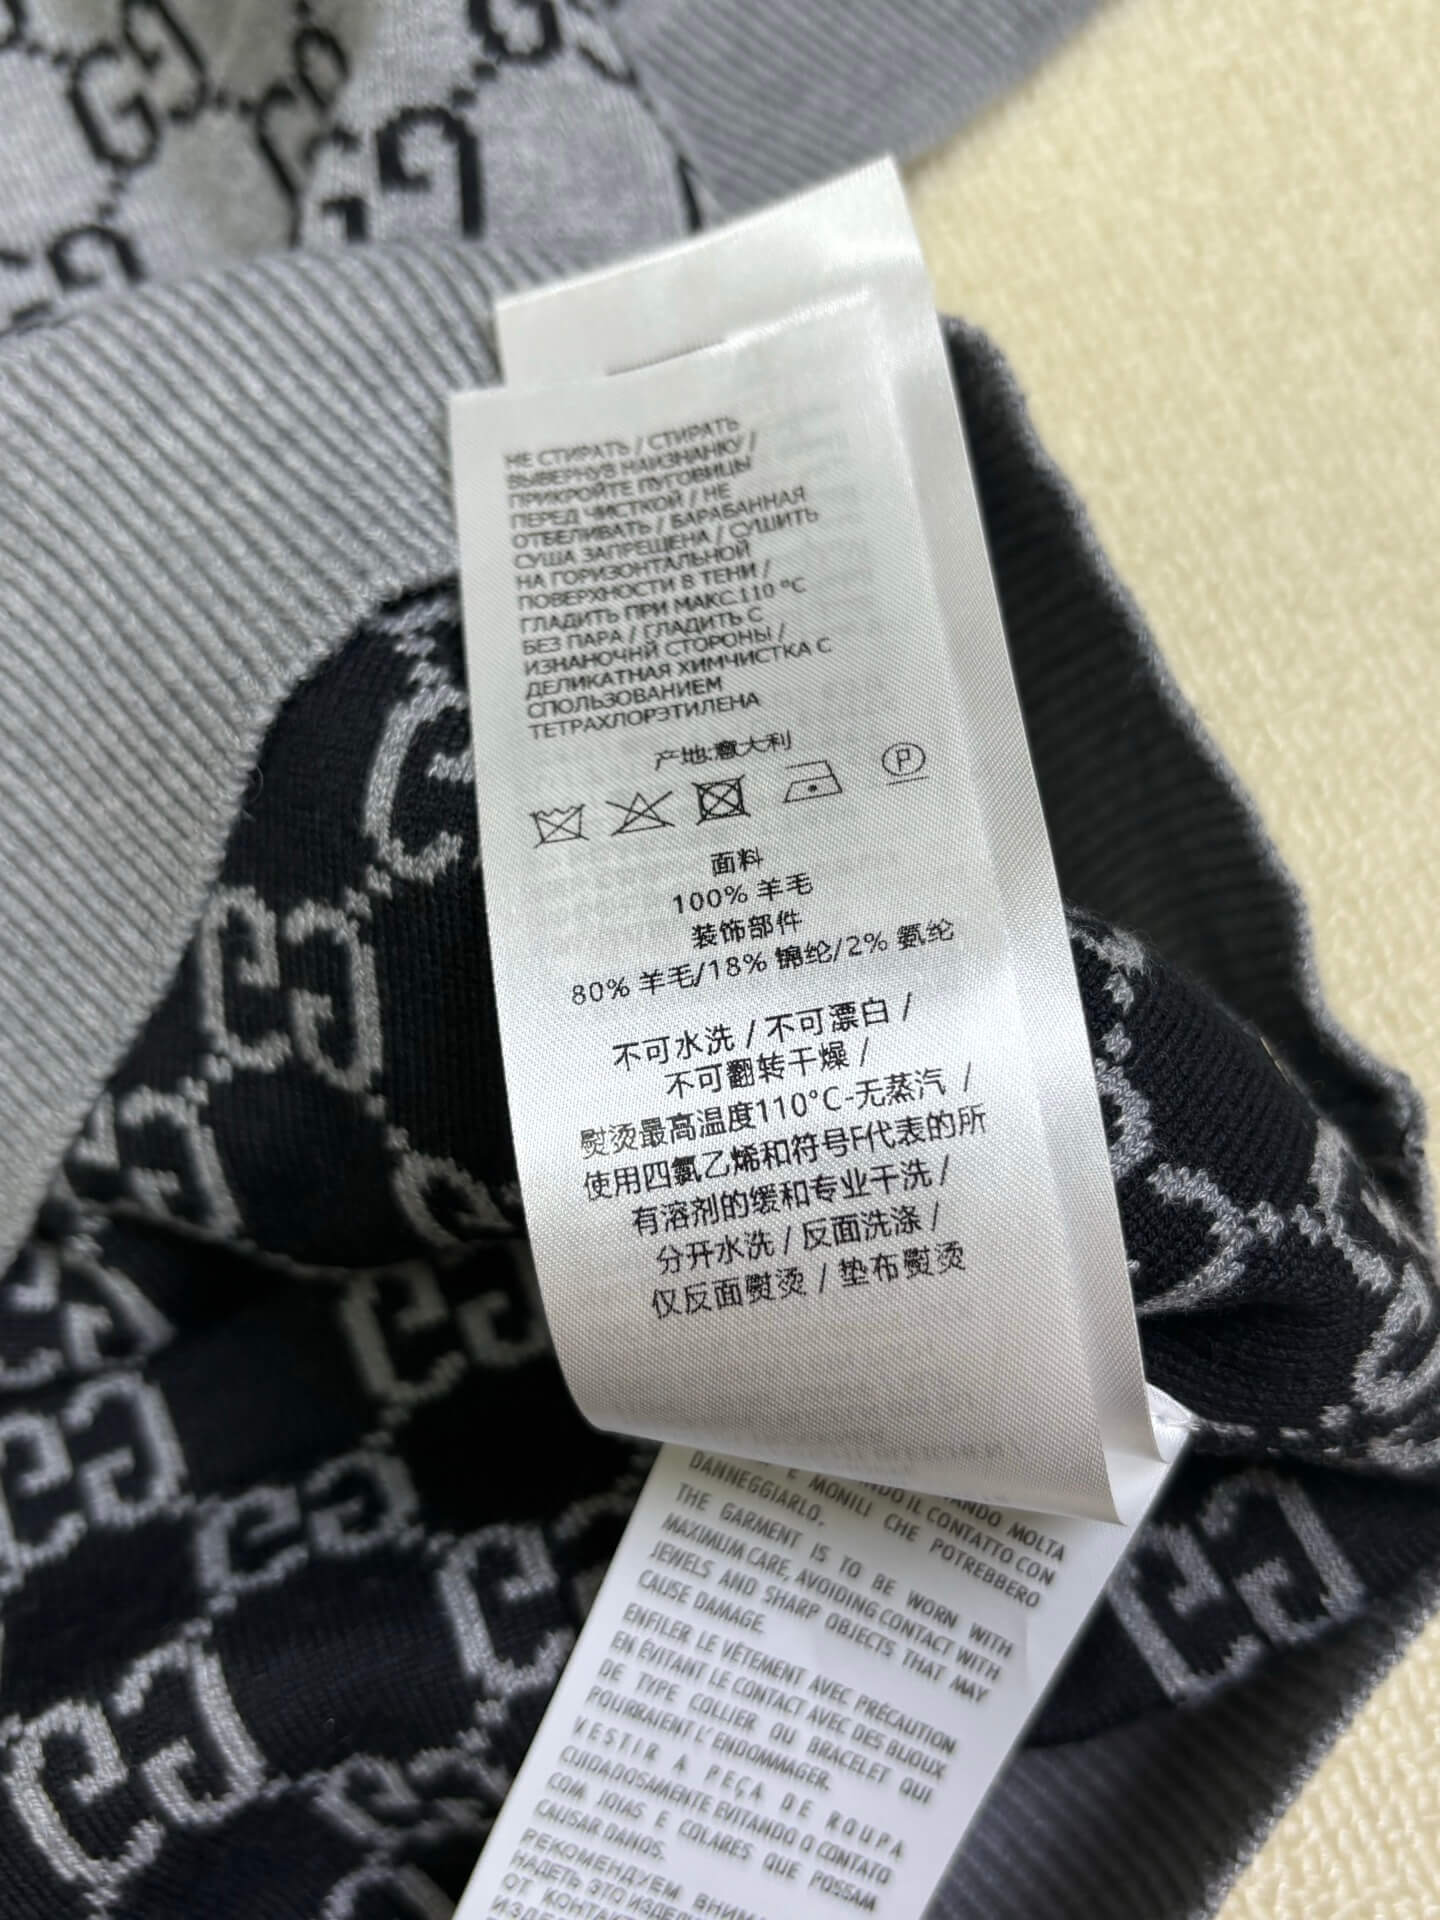 НЕ СТИРАТЬ / СТИРАТЬ
ВЫВЕРНУВ НАИЗНАНКУ /
ПРИКРОЙТЕ ПУГОВИЦЫ
ПЕРЕД ЧИСТКОЙ / НЕ
ОТБЕЛИВАТЬ / БАРАБАННАЯ
СУША ЗАПРЕЩЕНА / СУШИТЬ
НА ГОРИЗОНТАЛЬНОЙ
ПОВЕРХНОСТИ В ТЕНИ /
ГЛАДИТЬ ПРИ МАКС.110 °C
БЕЗ ПАРА / ГЛАДИТЬ С
ИЗНАНОЧНЙ СТОРОНЫ /
ДЕЛИКАТНАЯ ХИМЧИСТКА С
СПОЛЬЗОВАНИЕМ
ТЕТРАХЛОРЭТИЛЕНА
产地:意大利
P
面料
100% 羊毛
装饰部件
80% 羊毛/18% 锦纶/2% 氨纶
不可水洗 / 不可漂白 /
不可翻转干燥 /
熨烫最高温度110°C-无蒸汽 /
使用四氯乙烯和符号F代表的所
有溶剂的缓和专业干洗 /
分开水洗 / 反面洗涤 /
仅反面熨烫 / 垫布熨烫
MOLTA
IL CONTATTO CON
E MONILI CHE POTREBBERO
DANNEGGIARLO.
THE GARMENT IS TO BE WORN WITH
MAXIMUM CARE, AVOIDING CONTACT WITH
JEWELS AND SHARP OBJECTS THAT MAY
CAUSE DAMAGE.
ENFILER LE VÊTEMENT AVEC PRÉCAUTION
EN ÉVITANT LE CONTACT AVEC DES BIJOUX
DE TYPE COLLIER OU BRACELET QUI
POURRAIENT L'ENDOMMAGER.
VESTIR A PEÇA DE ROUPA
CUIDADOSAMENTE EVITANDO O CONTATO
COM JOIAS E COLARES QUE POSSAM
CAUSAR DANOS.
РЕКОМЕНДУЕМ
НАДЕТЬ ЭТО
ОТ